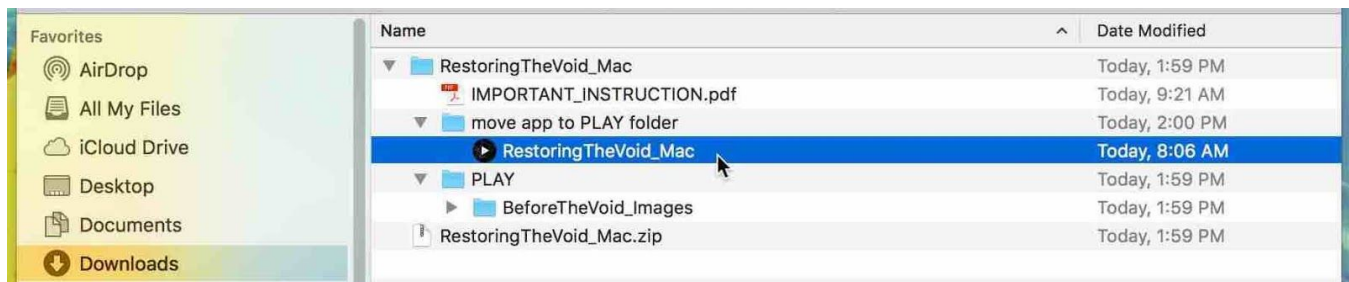 Favorites
AirDrop
All My Files
iCloud Drive
Desktop
Documents
Downloads
Name Date Modified
RestoringTheVoid_Mac Today, 1:59 PM
IMPORTANT_INSTRUCTION.pdf Today, 9:21 AM
move app to PLAY folder Today, 2:00 PM
RestoringTheVoid_Mac Today, 8:06 AM
PLAY Today, 1:59 PM
BeforeTheVoid_Images Today, 1:59 PM
RestoringTheVoid_Mac.zip Today, 1:59 PM